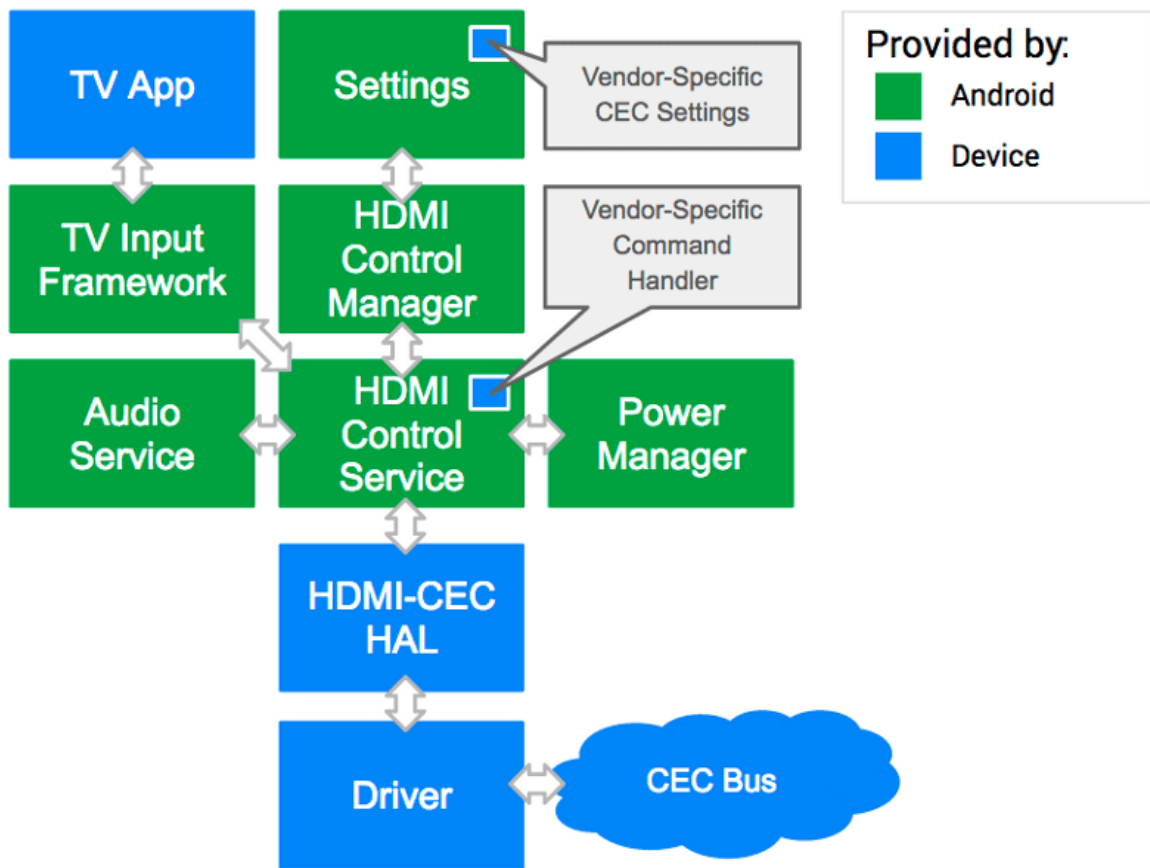 TV App
Settings
Vendor-Specific
CEC Settings
Provided by:
Android
Device
TV Input
Framework
HDMI
Control
Manager
Vendor-Specific
Command
Handler
Audio
Service
HDMI
Control
Service
Power
Manager
HDMI-CEC
HAL
Driver
CEC Bus